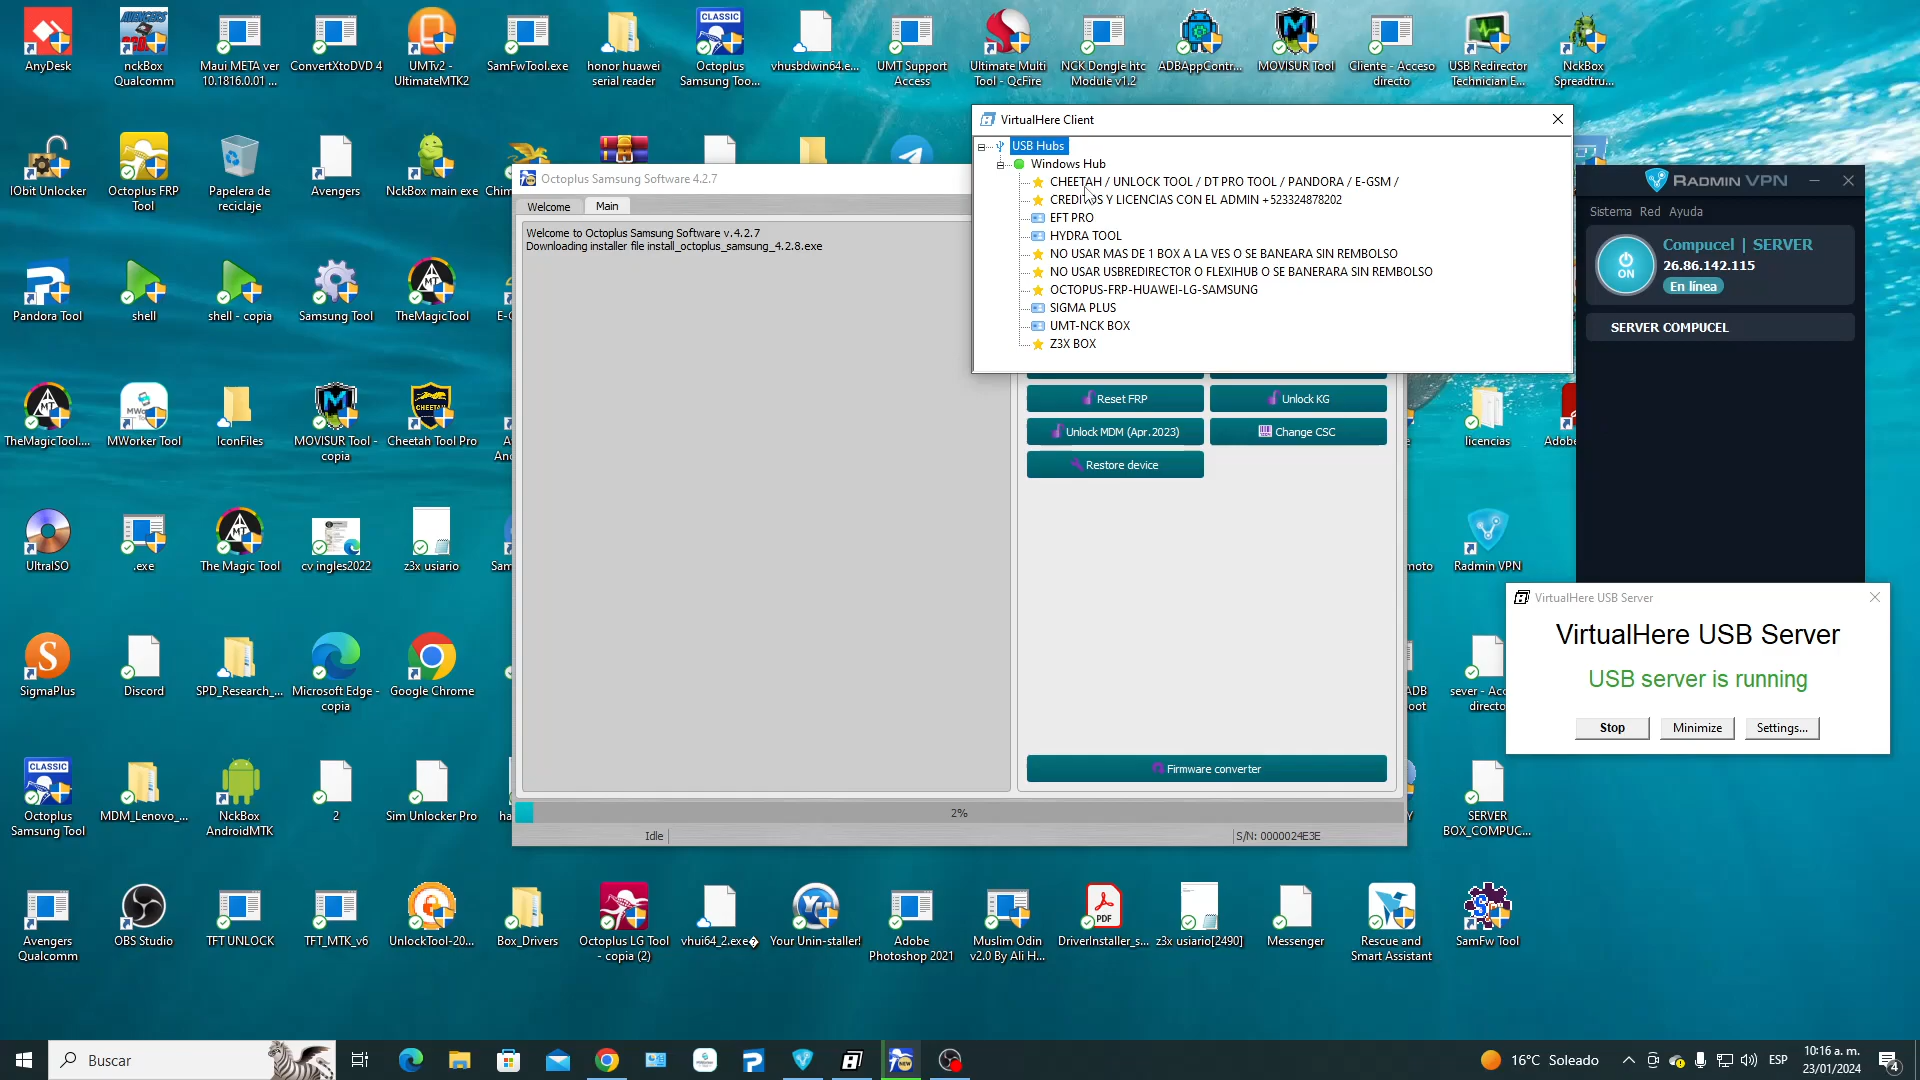 AnyDesk
nckBox Qualcomm
Maui META ver 10.1816.0.01 ...
ConvertXtoDVD 4
UMTv2 - UltimateMTK2
SamFwTool.exe
honor huawei serial reader
Octoplus Samsung Too...
vhusbdwin64.e...
UMT Support Access
Ultimate Multi Tool - QcFire
NCK Dongle htc Module v1.2
ADBAppContr...
MOVISUR Tool
Cliente - Acceso directo
USB Redirector Technician E...
NckBox Spreadtru...
IObit Unlocker
Octoplus FRP Tool
Papelera de reciclaje
Avengers
NckBox main exe
Pandora Tool
shell
shell - copia
Samsung Tool
TheMagicTool
TheMagicTool....
MWorker Tool
IconFiles
MOVISUR Tool - copia
Cheetah Tool Pro
licencias
UltraISO
.exe
The Magic Tool
cv ingles2022
z3x usiario
Radmin VPN
SigmaPlus
Discord
SPD_Research_...
Microsoft Edge - copia
Google Chrome
Octoplus Samsung Tool
MDM_Lenovo_...
NckBox AndroidMTK
2
Sim Unlocker Pro
SERVER BOX_COMPUC...
Avengers Qualcomm
OBS Studio
TFT UNLOCK
TFT_MTK_v6
UnlockTool-20...
Box_Drivers
Octoplus LG Tool - copia (2)
vhui64_2.exe�
Your Unin-staller!
Adobe Photoshop 2021
Muslim Odin v2.0 By Ali H...
DriverInstaller_s...
z3x usiario[2490]
Messenger
Rescue and Smart Assistant
SamFw Tool
VirtualHere Client
USB Hubs
Windows Hub
CHEETAH / UNLOCK TOOL / DT PRO TOOL / PANDORA / E-GSM /
CREDITOS Y LICENCIAS CON EL ADMIN +523324878202
EFT PRO
HYDRA TOOL
NO USAR MAS DE 1 BOX A LA VES O SE BANEARA SIN REMBOLSO
NO USAR USBREDIRECTOR O FLEXIHUB O SE BANERARA SIN REMBOLSO
OCTOPUS-FRP-HUAWEI-LG-SAMSUNG
SIGMA PLUS
UMT-NCK BOX
Z3X BOX
Octoplus Samsung Software 4.2.7
Welcome
Main
Welcome to Octoplus Samsung Software v.4.2.7
Downloading installer file install_octoplus_samsung_4.2.8.exe
Reset FRP
Unlock KG
Unlock MDM (Apr.2023)
Change CSC
Restore device
Firmware converter
2%
Idle
S/N: 0000024E3E
RADMIN VPN
Sistema Red Ayuda
ON
Compucel | SERVER
26.86.142.115
En línea
SERVER COMPUCEL
VirtualHere USB Server
VirtualHere USB Server
USB server is running
Stop
Minimize
Settings...
Buscar
16°C Soleado
ESP
10:16 a. m.
23/01/2024
4